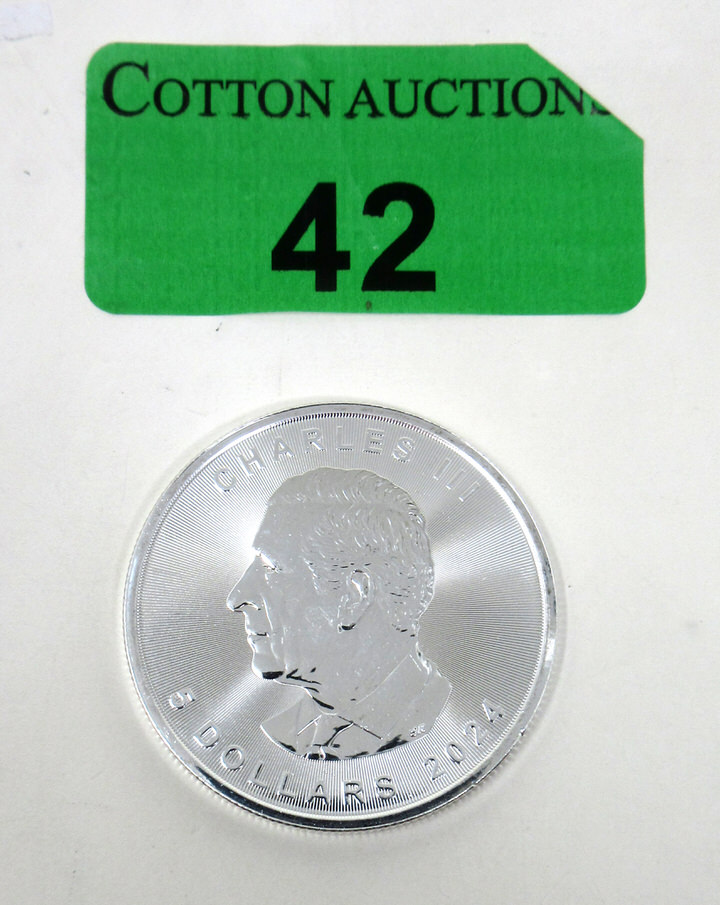 COTTON AUCTIONS
42
CHARLES III
5 DOLLARS 2024